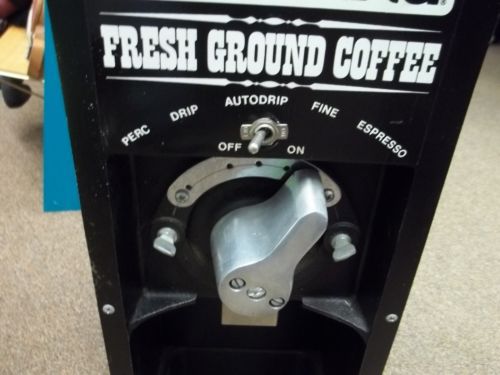 FRESH GROUND COFFEE
PERC DRIP AUTODRIP FINE ESPRESSO
OFF ON